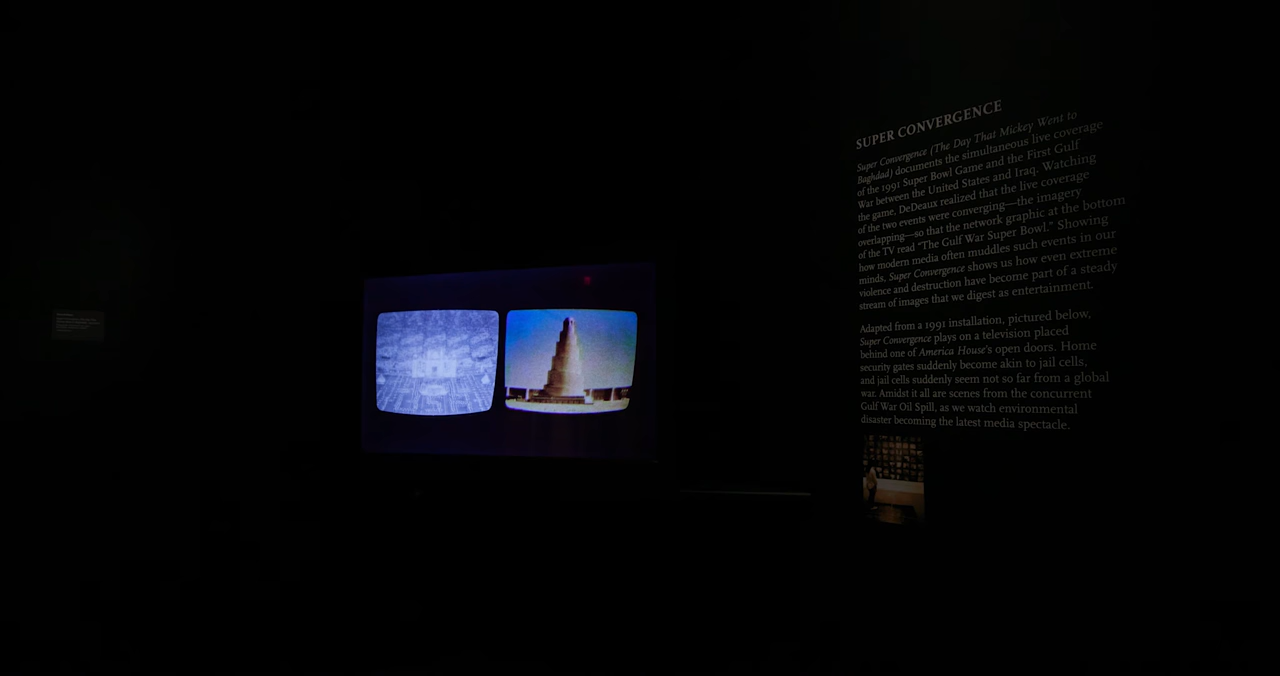 SUPER CONVERGENCE
Super Convergence (The Day That Mickey Went to
Baghdad) documents the simultaneous live coverage
of the 1991 Super Bowl Game and the First Gulf
War between the United States and Iraq. Watching
the game, DeDeaux realized that the live coverage
of the two events were converging—the imagery
overlapping—so that the network graphic at the bottom
of the TV read "The Gulf War Super Bowl." Showing
how modern media often muddles such events in our
minds, Super Convergence shows us how even extreme
violence and destruction have become part of a steady
stream of images that we digest as entertainment.
Adapted from a 1991 installation, pictured below,
Super Convergence plays on a television placed
behind one of America House's open doors. Home
security gates suddenly become akin to jail cells,
and jail cells suddenly seem not so far from a global
war. Amidst it all are scenes from the concurrent
Gulf War Oil Spill, as we watch environmental
disaster becoming the latest media spectacle.